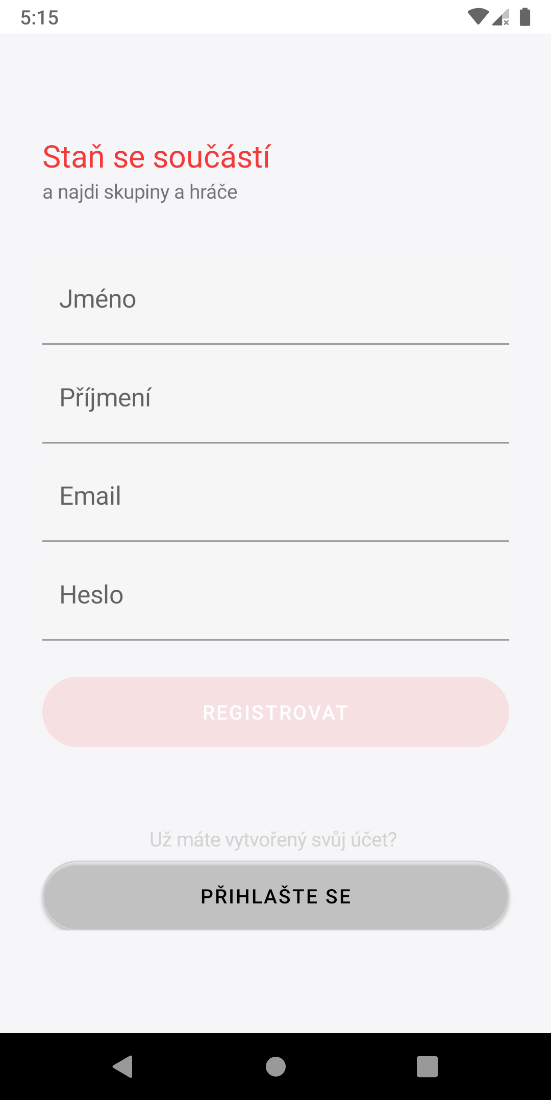 5:15
Staň se součástí
a najdi skupiny a hráče
Jméno
Příjmení
Email
Heslo
REGISTROVAT
Už máte vytvořený svůj účet?
PŘIHLAŠTE SE